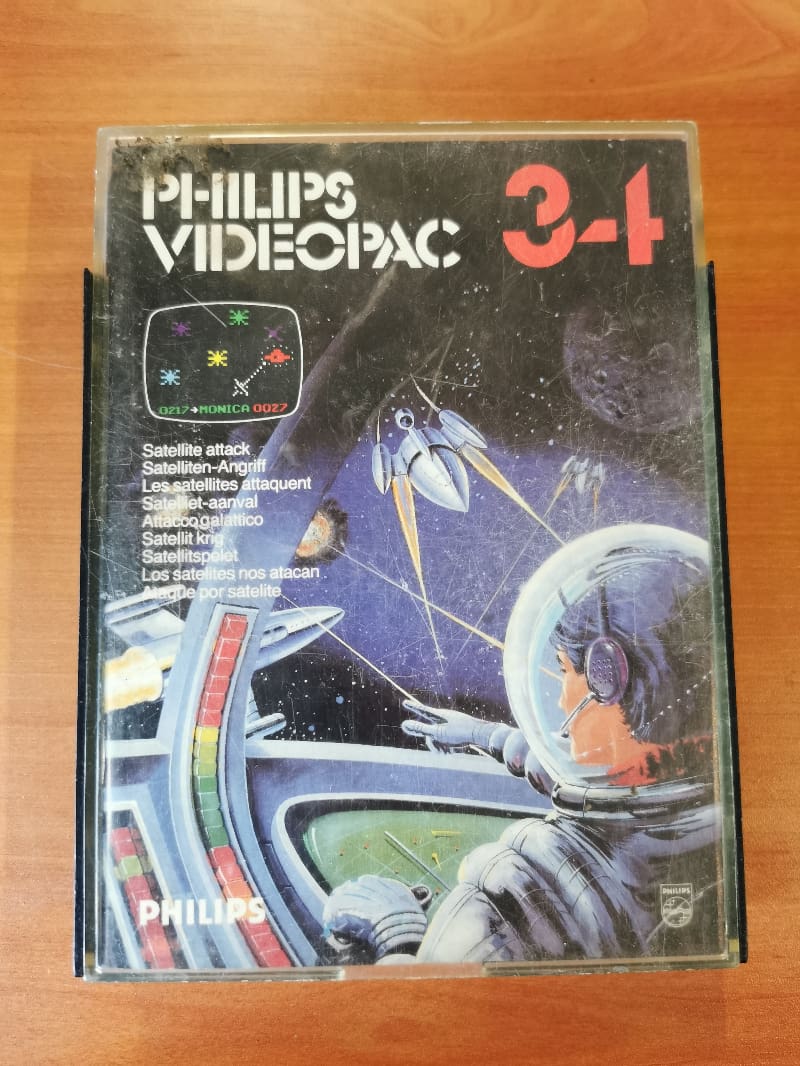 PHILIPS
VIDEOPAC
34
0217→MONICA 0027
Satellite attack
Satelliten-Angriff
Les satellites attaquent
Satelliet-aanval
Attacco galattico
Satellit krig
Satellitspelet
Los satelites nos atacan
Ataque por satelite
PHILIPS
PHILIPS